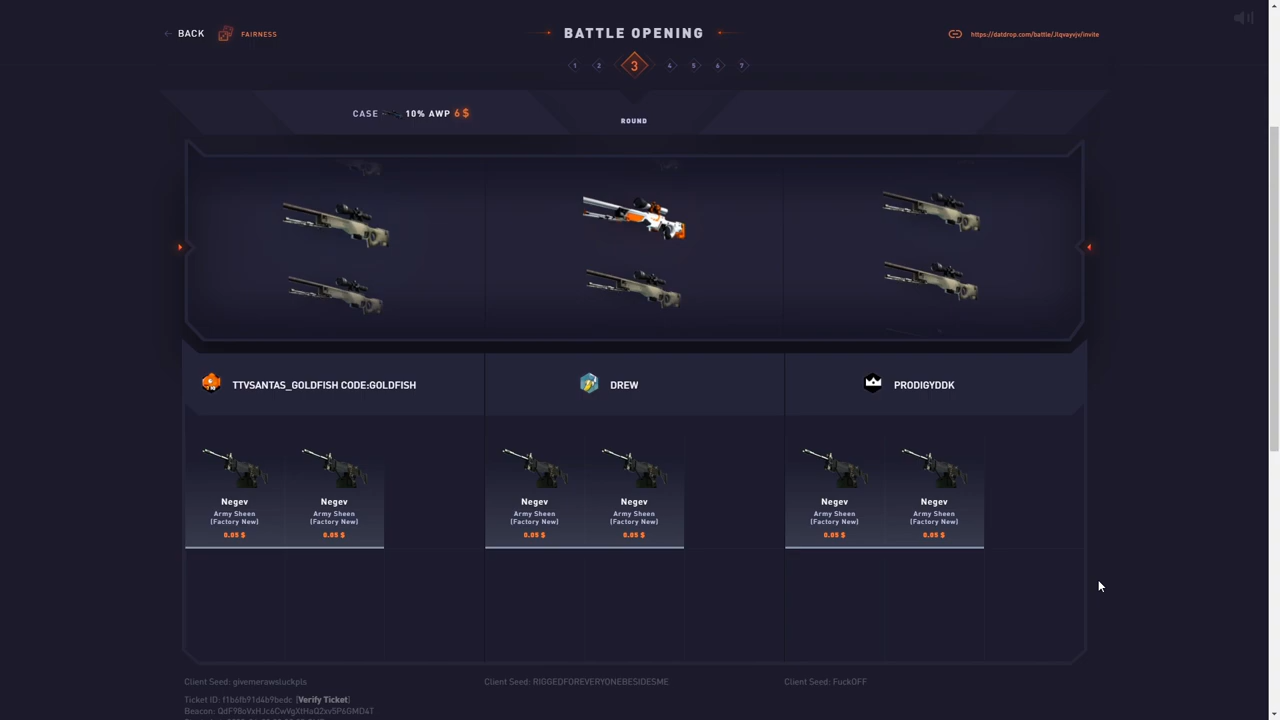 BACK
FAIRNESS
BATTLE OPENING
https://datdrop.com/battle/Jlqvayvjv/invite
1 2 3 4 5 6 7
CASE 10% AWP 6 $
ROUND
TTVSANTAS_GOLDFISH CODE:GOLDFISH
DREW
PRODIGYDDK
Negev Negev Negev Negev Negev Negev
Army Sheen Army Sheen Army Sheen Army Sheen Army Sheen Army Sheen
(Factory New) (Factory New) (Factory New) (Factory New) (Factory New) (Factory New)
0.05 $ 0.05 $ 0.05 $ 0.05 $ 0.05 $ 0.05 $
Client Seed: givemerawsluckpls
Client Seed: RIGGEDFOREVERYONEBESIDESME
Client Seed: FuckOFF
Ticket ID: f1b6fb91d4b9bedc [Verify Ticket]
Beacon: QdF98oVxHJc6CwVgXtHaQ2xv5P6GMD4T